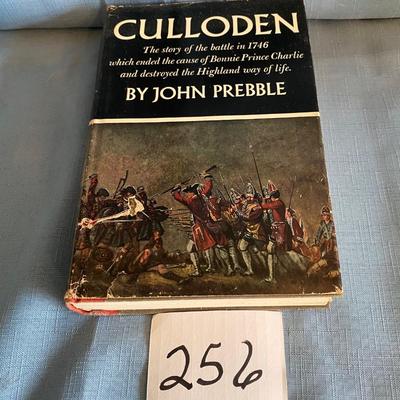 CULLODEN
The story of the battle in 1746
which ended the cause of Bonnie Prince Charlie
and destroyed the Highland way of life.
BY JOHN PREBBLE
256